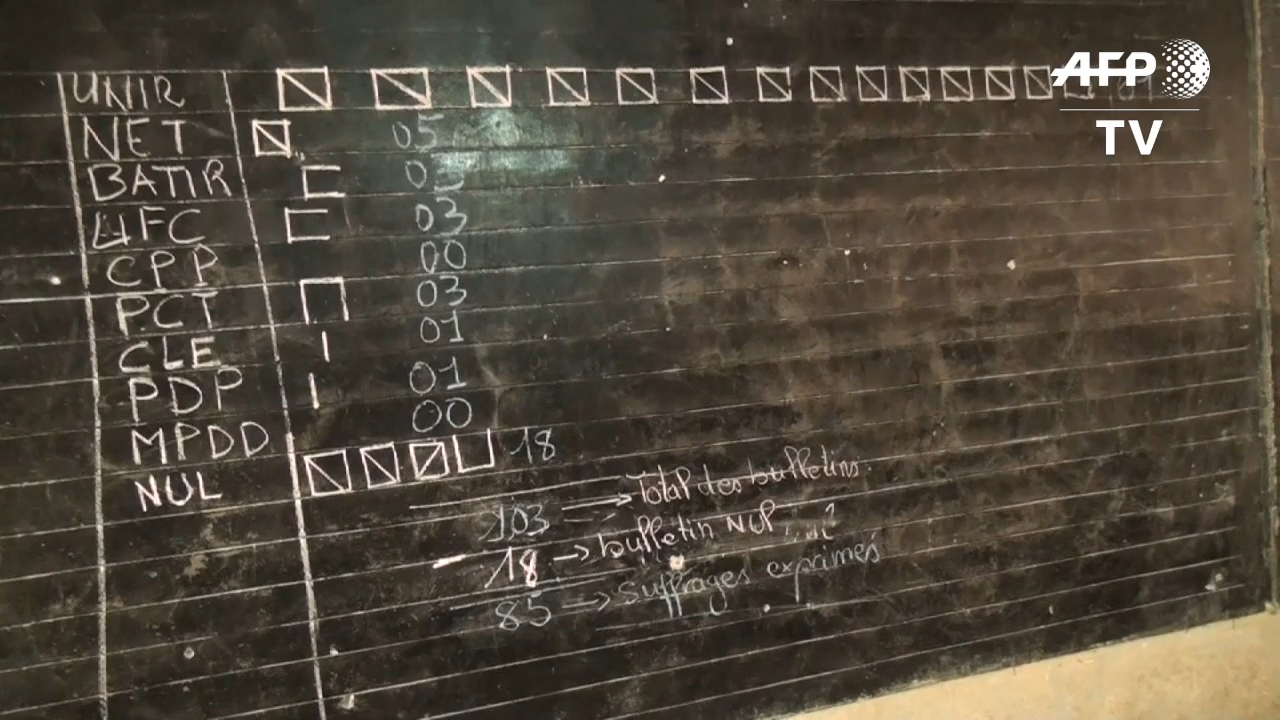 AFP
TV
UNIR
NET 05
BATIR
UFC 03
CPP 00
PCT 03
CLE 01
PDP 01
MPDD 00
NUL 18
103 → Total des bulletins
- 18 → bulletin NUL
85 → Suffrages exprimés